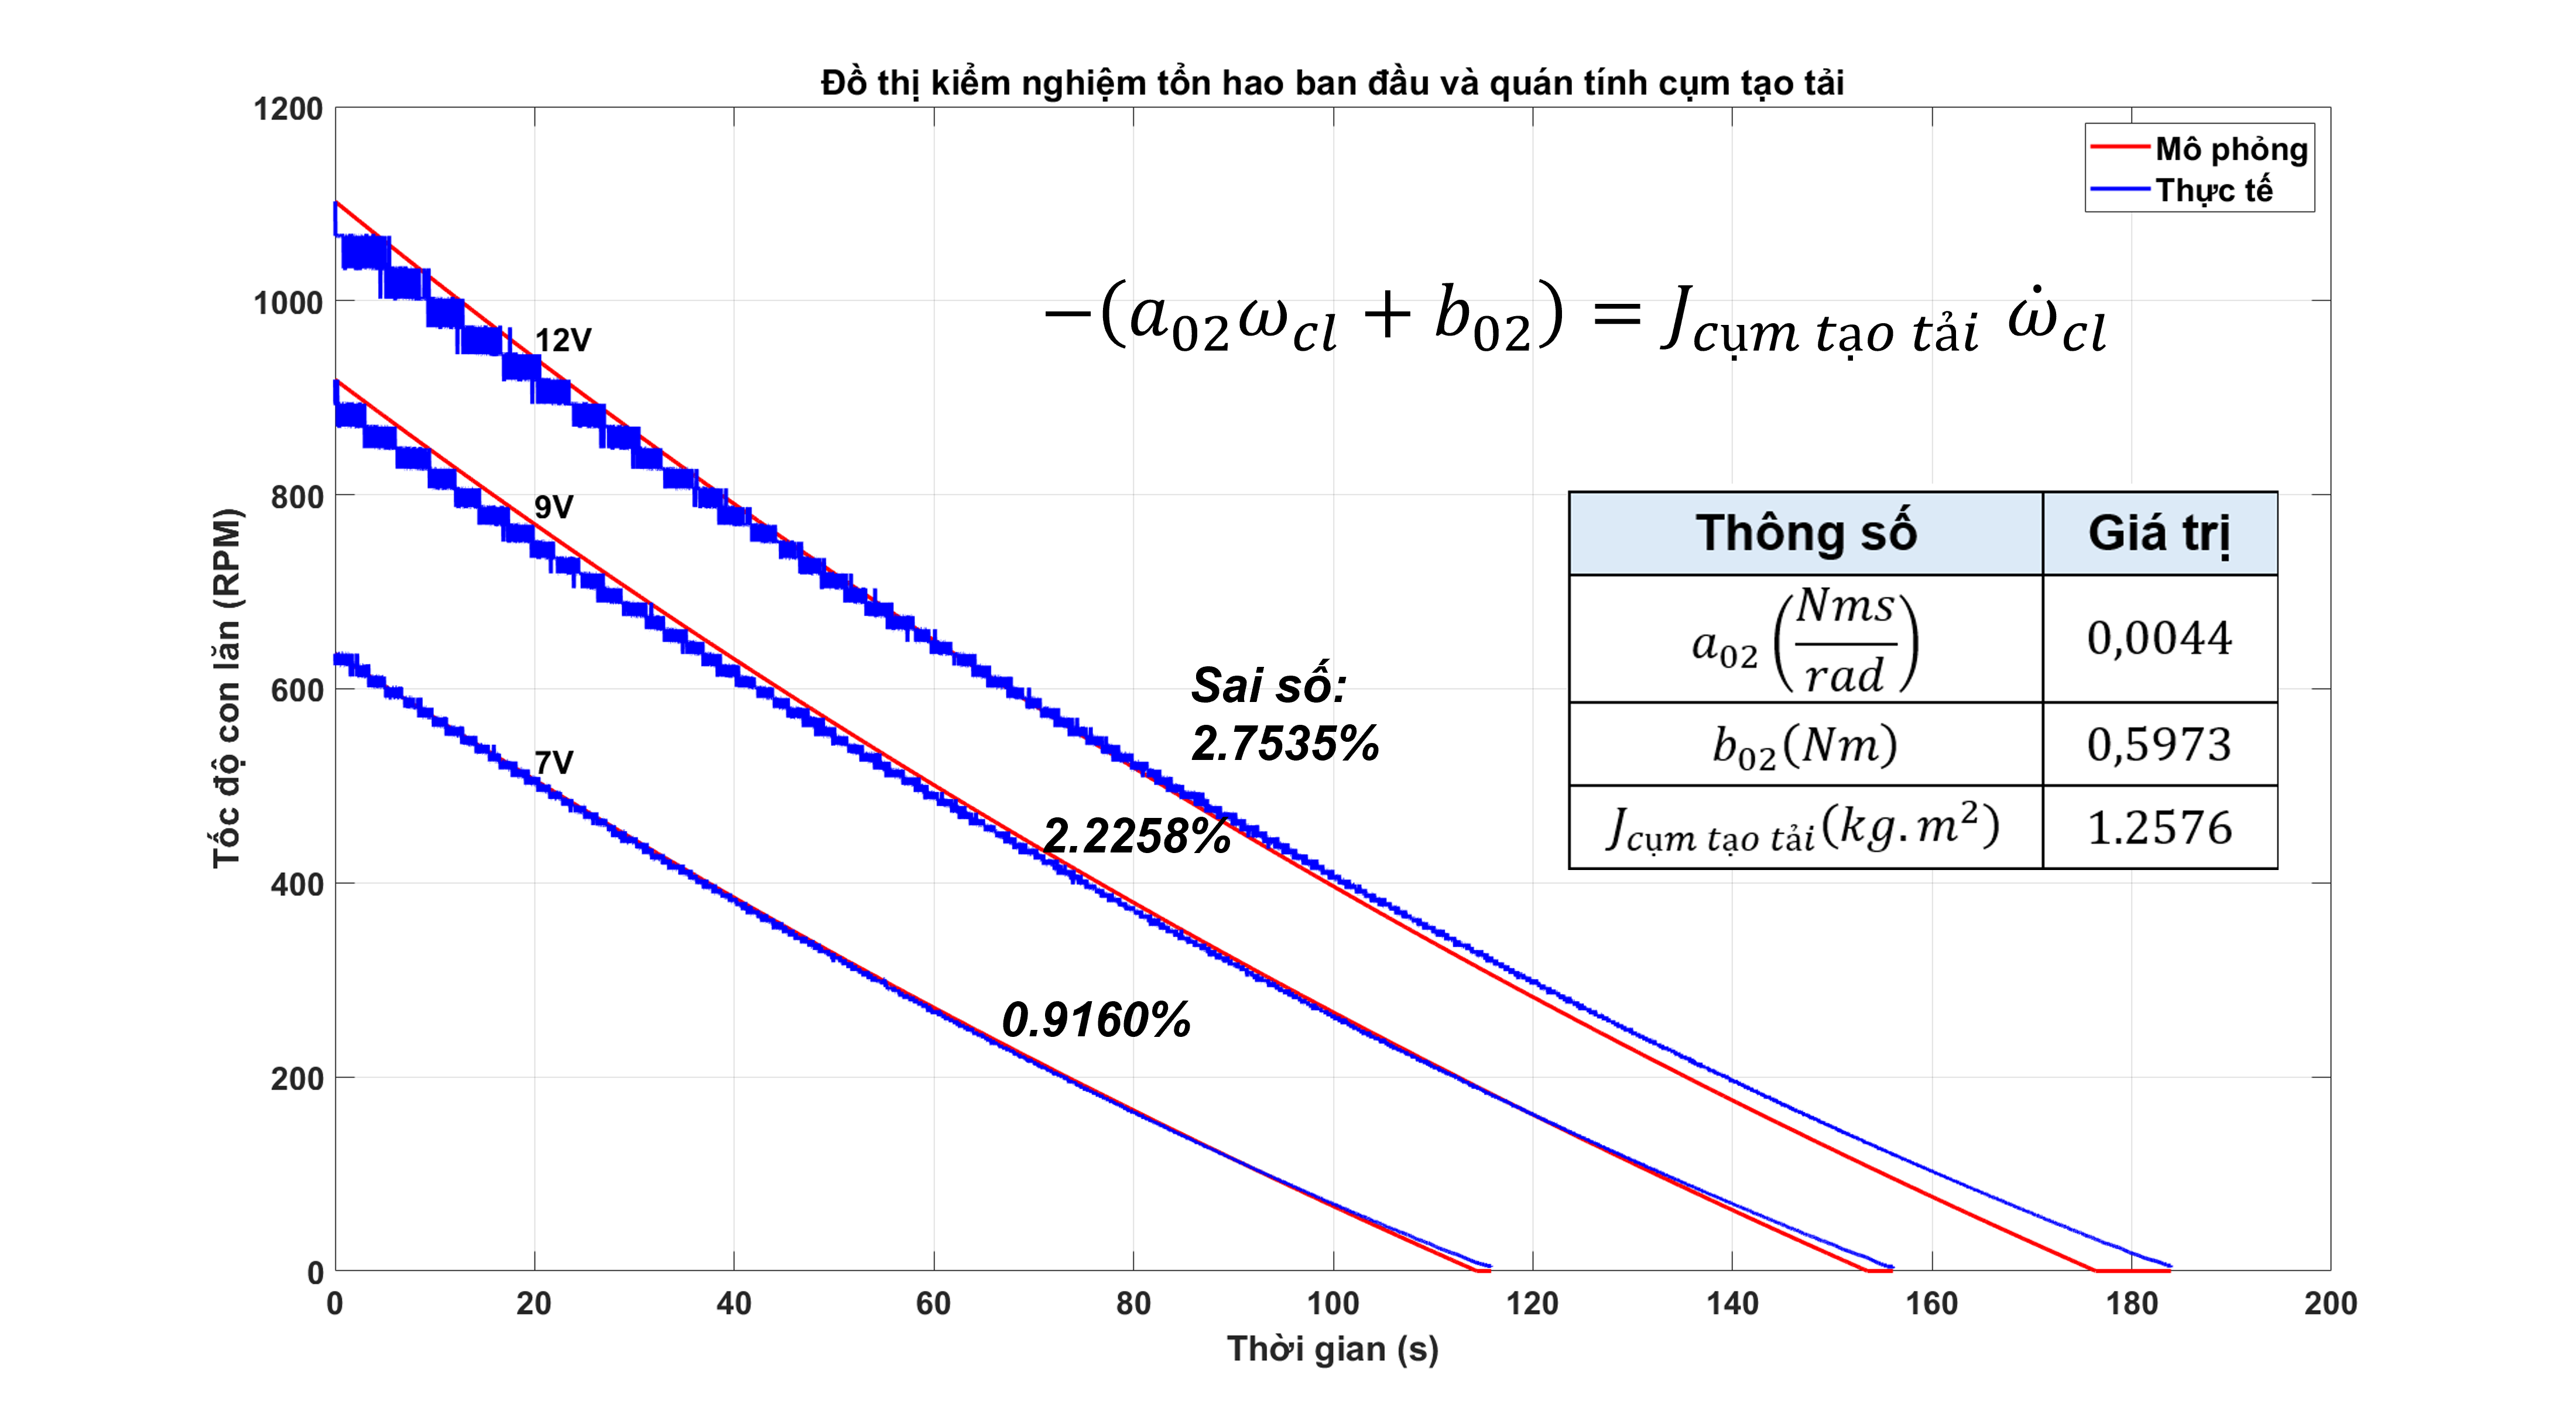 Đồ thị kiểm nghiệm tổn hao ban đầu và quán tính cụm tạo tải
Mô phỏng
Thực tế
1200
1000
800
600
400
200
0
Tốc độ con lăn (RPM)
12V
9V
7V
−(a₀₂ω_cl + b₀₂) = J_cụm tạo tải ω̇_cl
Sai số:
2.7535%
2.2258%
0.9160%
Thông số Giá trị
a₀₂ (Nms/rad) 0,0044
b₀₂(Nm) 0,5973
J_cụm tạo tải(kg.m²) 1.2576
0 20 40 60 80 100 120 140 160 180 200
Thời gian (s)